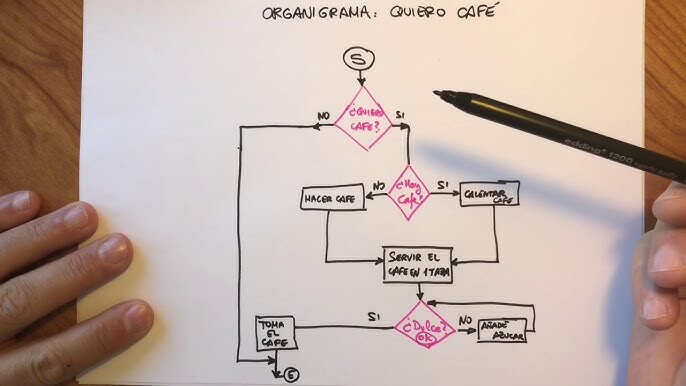 ORGANIGRAMA: QUIERO CAFÉ
S
¿QUIERO
CAFE?
NO
SI
¿Hay
Café?
NO
SI
HACER CAFE
CALENTAR
CAFE
SERVIR EL
CAFE EN 1 TAZA
¿Dulce?
OK
SI
NO
TOMA
EL
CAFE
AÑADE
AZUCAR
E
edding 1200